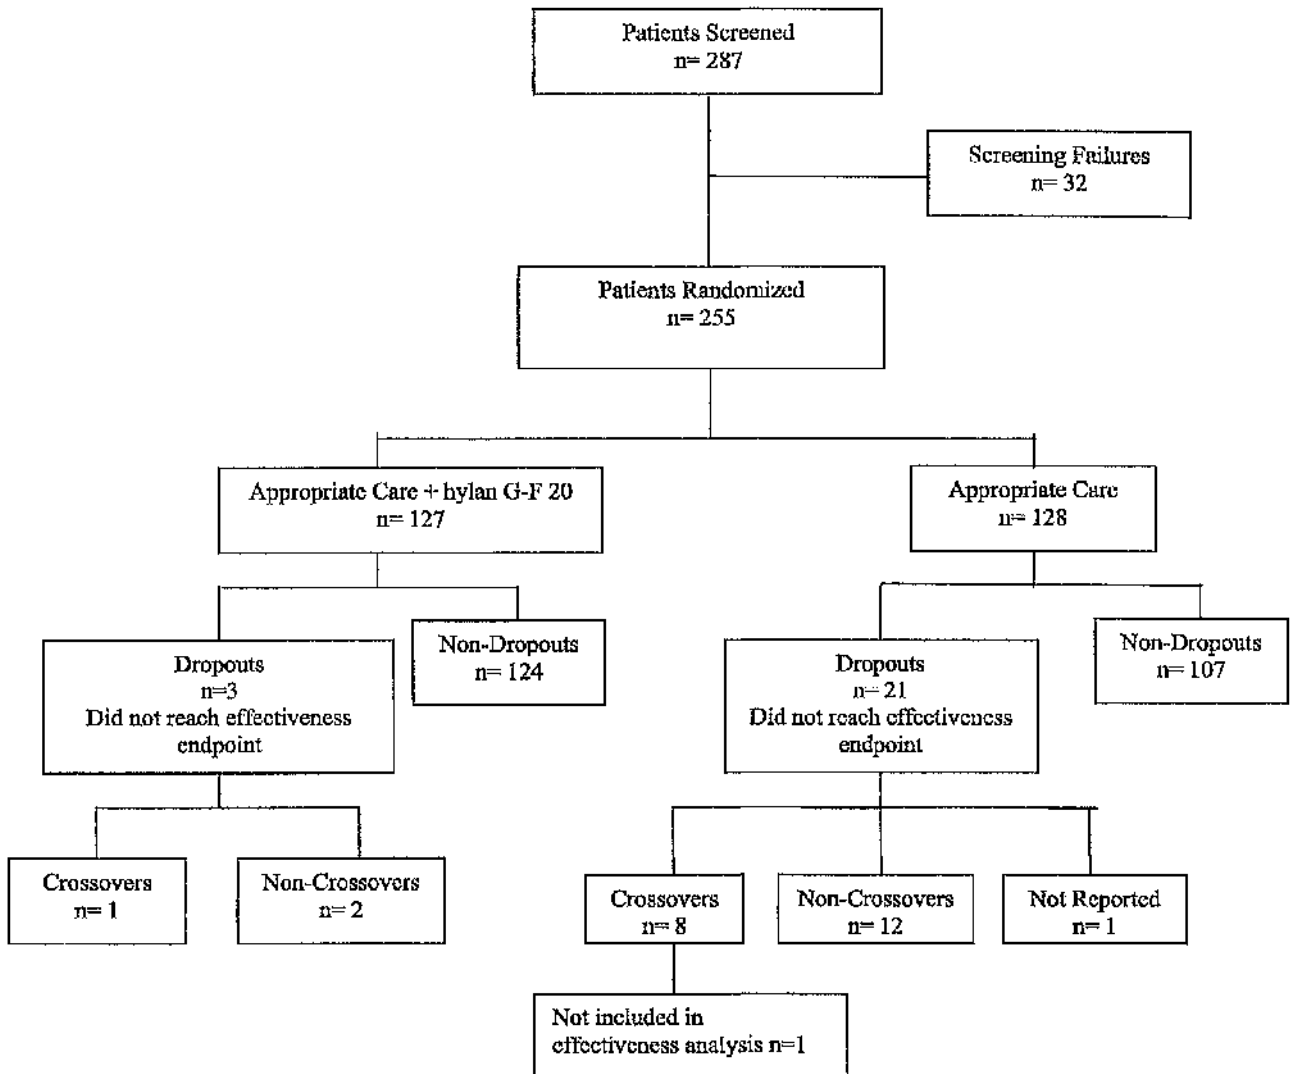 Patients Screened
n= 287
Screening Failures
n= 32
Patients Randomized
n= 255
Appropriate Care + hylan G-F 20
n= 127
Appropriate Care
n= 128
Dropouts
n=3
Did not reach effectiveness
endpoint
Non-Dropouts
n= 124
Dropouts
n= 21
Did not reach effectiveness
endpoint
Non-Dropouts
n= 107
Crossovers
n= 1
Non-Crossovers
n= 2
Crossovers
n= 8
Non-Crossovers
n= 12
Not Reported
n= 1
Not included in
effectiveness analysis n=1